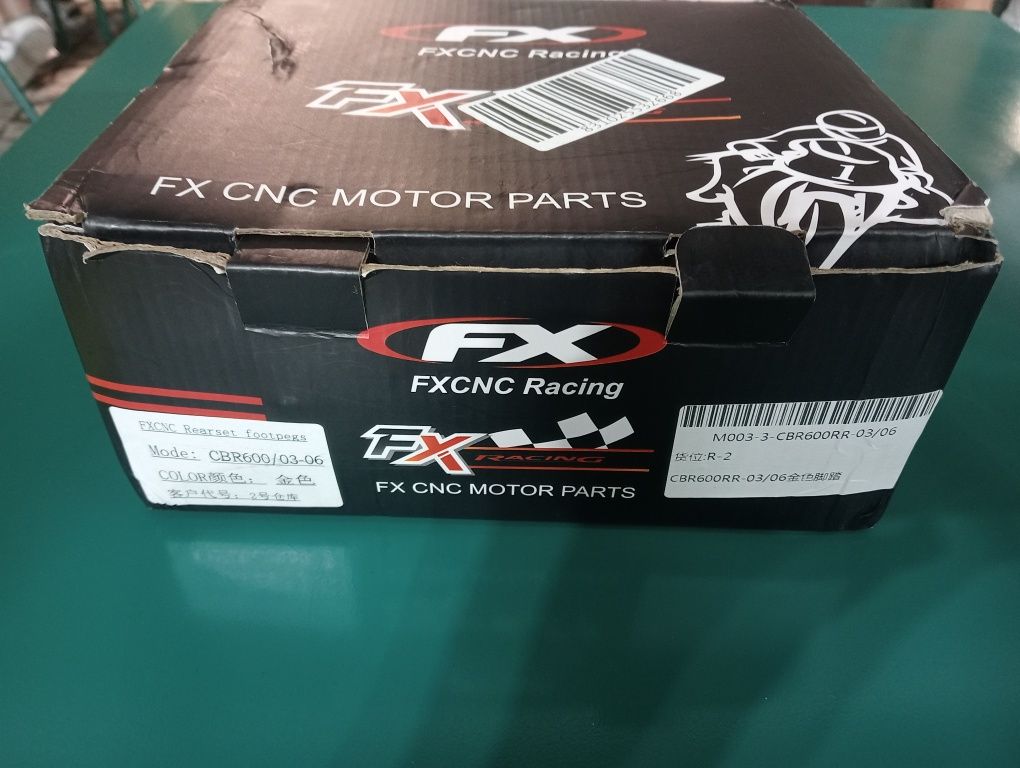 FX
FXCNC Racing
FX
831029532668
FX CNC MOTOR PARTS
FX
FXCNC Racing
FX
RACING
FX CNC MOTOR PARTS
FXCNC Rearset footpegs
Mode: CBR600/03-06
COLOR颜色: 金色
客户代号: 2号仓库
M003-3-CBR600RR-03/06
货位:R-2
CBR600RR-03/06金色脚踏